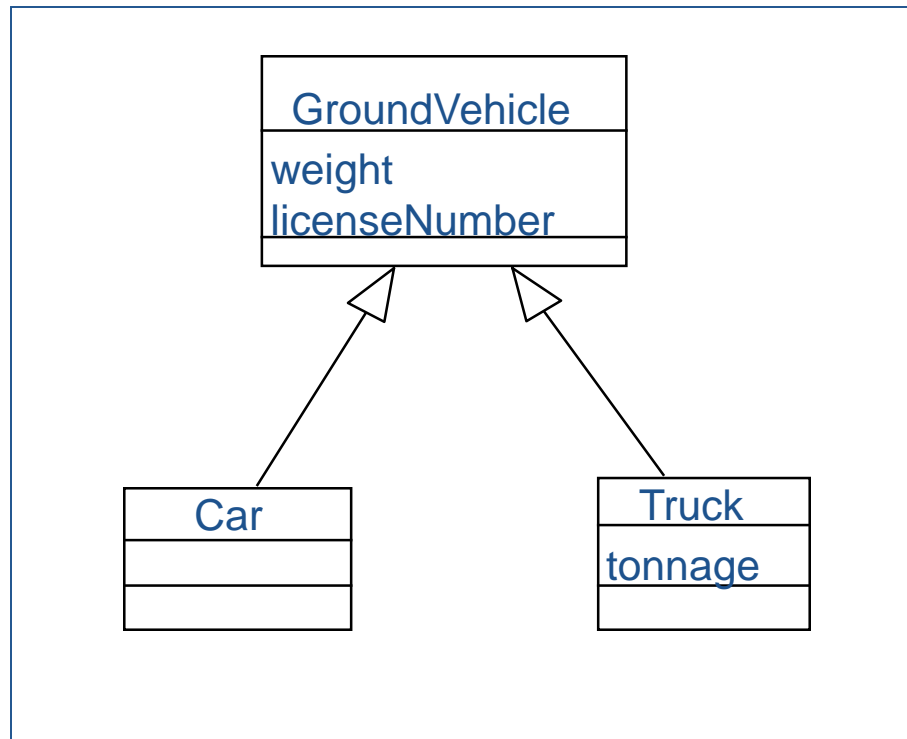 GroundVehicle
weight
licenseNumber
Car
Truck
tonnage